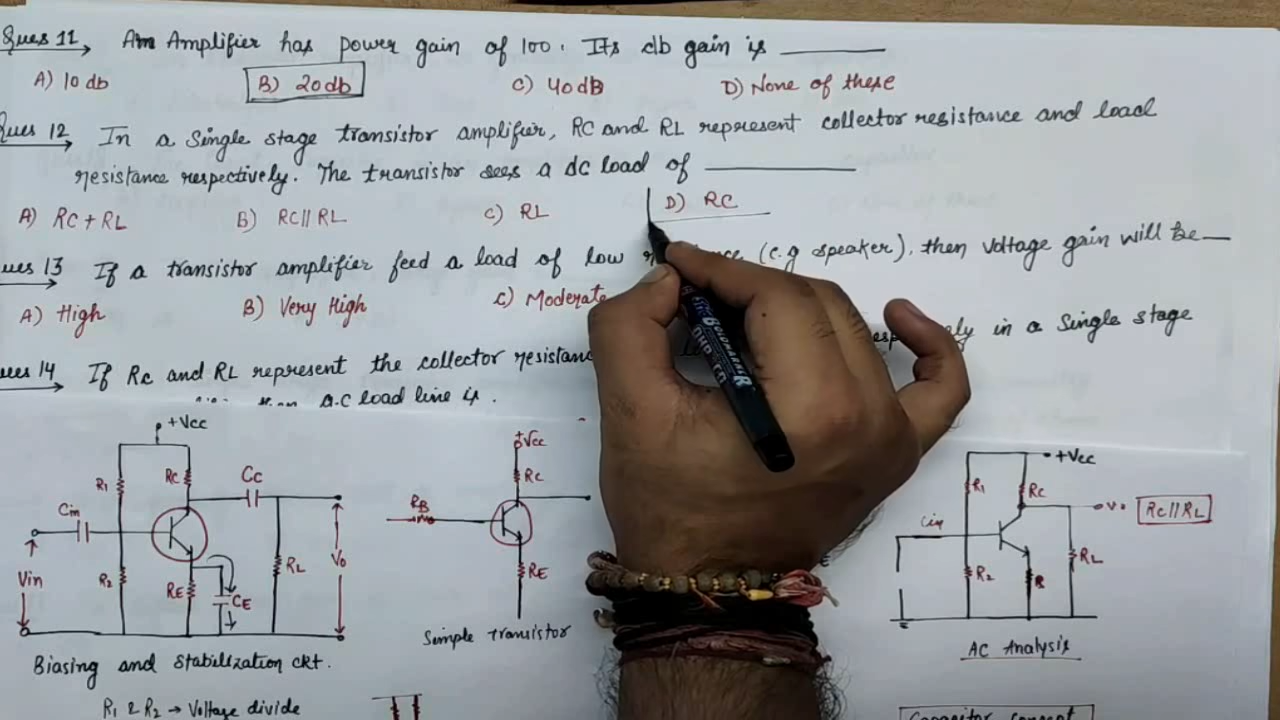 Ques 11 Am Amplifier has power gain of 100. Its db gain is
A) 10 db B) 20db C) 40dB D) None of these
Ques 12 In a Single stage transistor amplifier, RC and RL represent collector resistance and load
resistance respectively. The transistor sees a dc load of
A) RC + RL B) RC || RL C) RL D) RC
ues 13 If a transistor amplifier feed a load of low (e.g speaker), then voltage gain will be
A) High B) Very High C) Moderate
ues 14 If Rc and RL represent the collector in a Single stage
A.C load line is.
+Vcc
R1 RC CC
Cin
Vin R2 RE CE RL Vo
Biasing and stabilization ckt.
R1 & R2 → Voltage divide
+Vcc
RC
RB
RE
Simple transistor
+Vcc
R1 RC
Cin Vo RC || RL
R2 R RL
AC Analysis